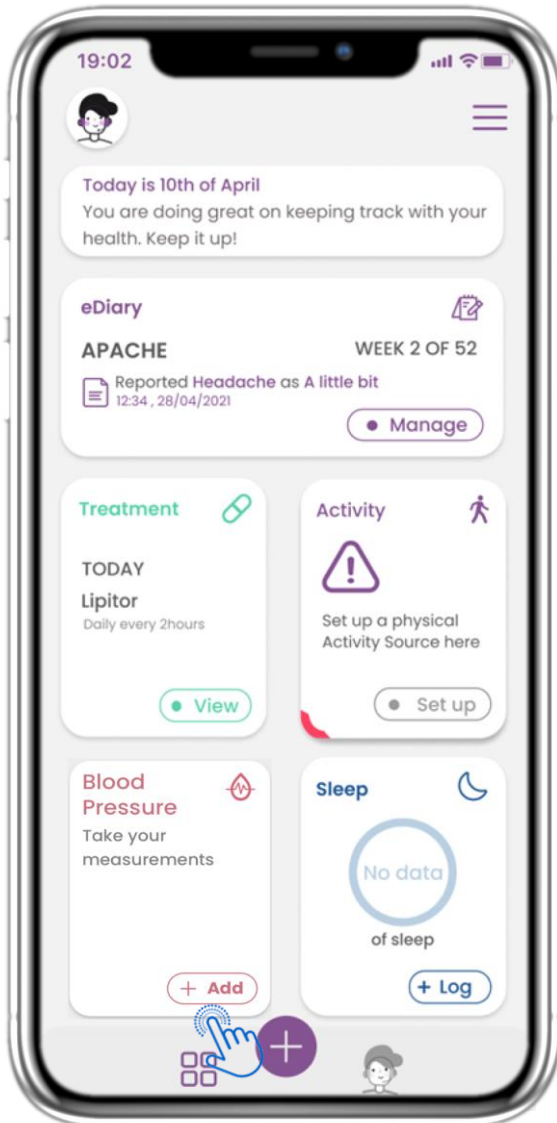 19:02
Today is 10th of April
You are doing great on keeping track with your
health. Keep it up!
eDiary
APACHE
WEEK 2 OF 52
Reported Headache as A little bit
12:34 , 28/04/2021
Manage
Treatment
TODAY
Lipitor
Daily every 2hours
View
Activity
Set up a physical
Activity Source here
Set up
Blood
Pressure
Take your
measurements
+ Add
Sleep
No data
of sleep
+ Log